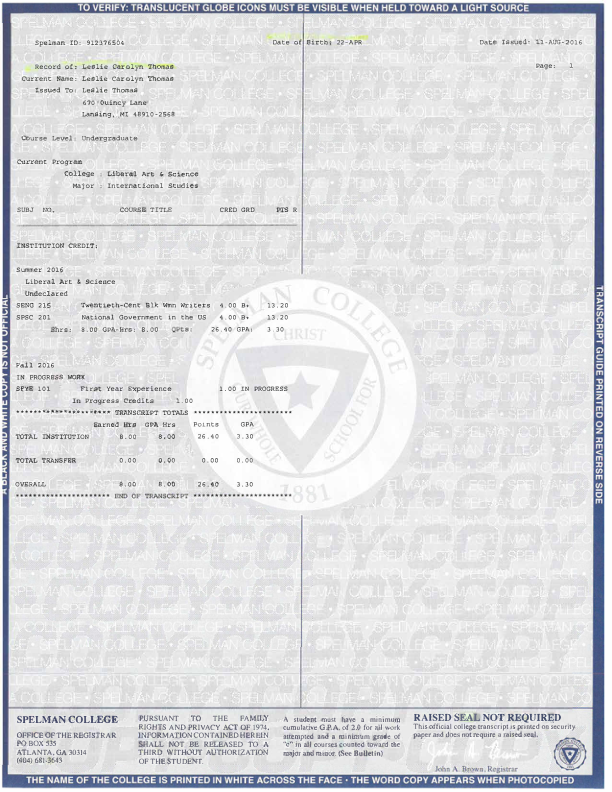 TO VERIFY: TRANSLUCENT GLOBE ICONS MUST BE VISIBLE WHEN HELD TOWARD A LIGHT SOURCE
Spelman ID: 912376504 Date of Birth: 22-APR Date Issued: 11-AUG-2016
Record of: Leslie Carolyn Thomas Page: 1
Current Name: Leslie Carolyn Thomas
Issued To: Leslie Thomas
670 Quincy Lane
Lansing, MI 48910-2568
Course Level: Undergraduate
Current Program
College : Liberal Art & Science
Major : International Studies
SUBJ NO. COURSE TITLE CRED GRD PTS R
INSTITUTION CREDIT:
Summer 2016
Liberal Art & Science
Undeclared
SENG 215 Twentieth-Cent Blk Wmn Writers 4.00 B+ 13.20
SPSC 201 National Government in the US 4.00 B+ 13.20
Ehrs: 8.00 GPA-Hrs: 8.00 QPts: 26.40 GPA: 3.30
Fall 2016
IN PROGRESS WORK
SFYE 101 First Year Experience 1.00 IN PROGRESS
In Progress Credits 1.00
TRANSCRIPT TOTALS
Earned Hrs GPA Hrs Points GPA
TOTAL INSTITUTION 8.00 8.00 26.40 3.30
TOTAL TRANSFER 0.00 0.00 0.00 0.00
OVERALL 8.00 8.00 26.40 3.30
END OF TRANSCRIPT
SPELMAN COLLEGE
CHRIST
OUR WHOLE SCHOOL FOR
1881
A BLACK AND WHITE COPY IS NOT OFFICIAL
TRANSCRIPT GUIDE PRINTED ON REVERSE SIDE
SPELMAN COLLEGE
OFFICE OF THE REGISTRAR
PO BOX 535
ATLANTA, GA 30314
(404) 681-3643
PURSUANT TO THE FAMILY
RIGHTS AND PRIVACY ACT OF 1974,
INFORMATION CONTAINED HEREIN
SHALL NOT BE RELEASED TO A
THIRD WITHOUT AUTHORIZATION
OF THE STUDENT.
A student must have a minimum
cumulative G.P.A. of 2.0 for all work
attempted and a minimum grade of
"c" in all courses counted toward the
major and minor. (See Bulletin)
RAISED SEAL NOT REQUIRED
This official college transcript is printed on security
paper and does not require a raised seal.
John A. Brown, Registrar
THE NAME OF THE COLLEGE IS PRINTED IN WHITE ACROSS THE FACE • THE WORD COPY APPEARS WHEN PHOTOCOPIED